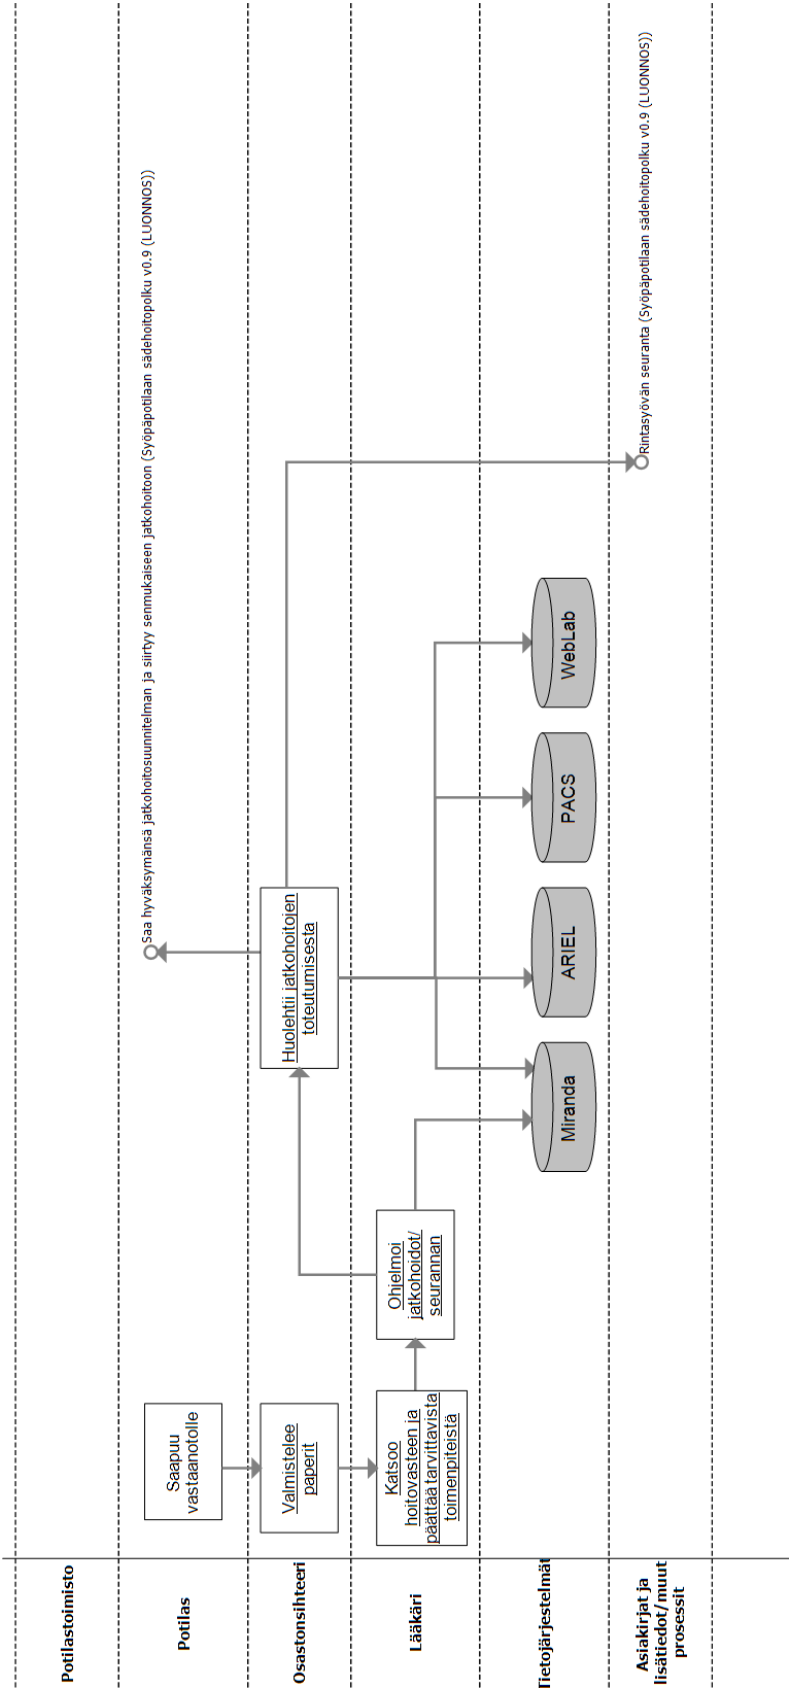 Potilastoimisto
Potilas
Saapuu
vastaanotolle
Saa hyväksymänsä jatkohoitosuunnitelman ja siirtyy senmukaiseen jatkohoitoon (Syöpäpotilaan sädehoitopolku v0.9 (LUONNOS))
Osastonsihteeri
Valmistelee
paperit
Huolehtii jatkohoitojen
toteutumisesta
Lääkäri
Katsoo
hoitovasteen ja
päättää tarvittavista
toimenpiteistä
Ohjelmoi
jatkohoidot/
seurannan
Tietojärjestelmät
Miranda
ARIEL
PACS
WebLab
Asiakirjat ja
lisätiedot/muut
prosessit
Rintasyövän seuranta (Syöpäpotilaan sädehoitopolku v0.9 (LUONNOS))